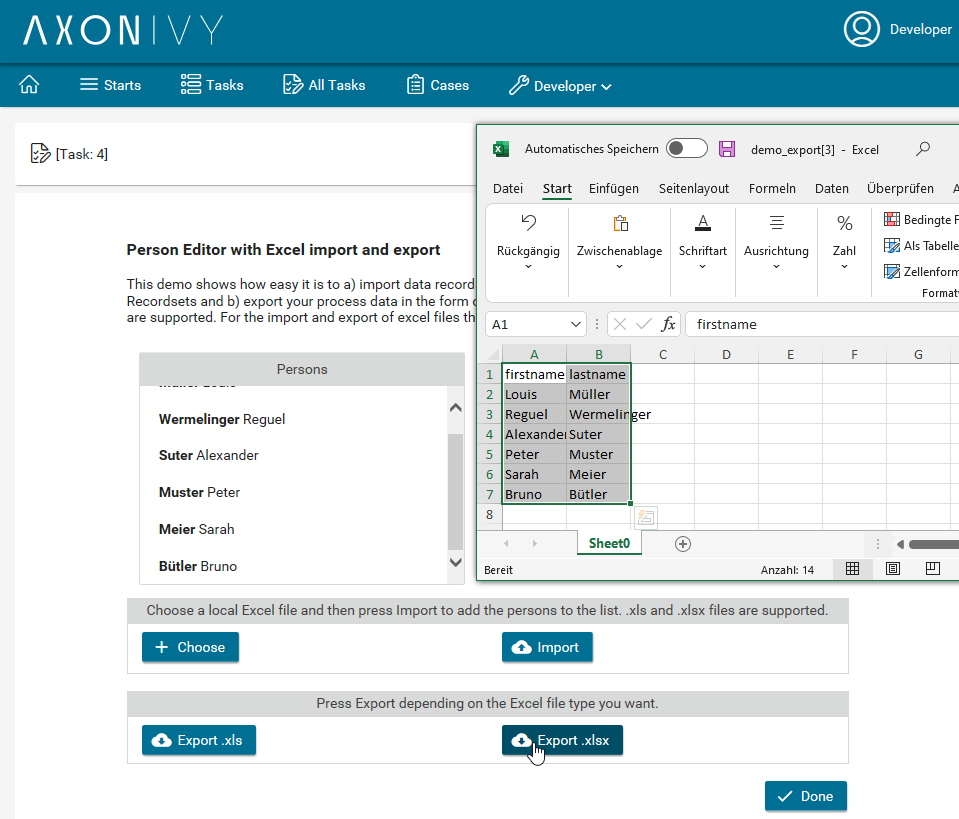 AXONIVY
Developer
Starts
Tasks
All Tasks
Cases
Developer
[Task: 4]
Person Editor with Excel import and export
This demo shows how easy it is to a) import data record
Recordsets and b) export your process data in the form
are supported. For the import and export of excel files th
Persons
Müller Louis
Wermelinger Reguel
Suter Alexander
Muster Peter
Meier Sarah
Bütler Bruno
Automatisches Speichern
demo_export[3] - Excel
Datei Start Einfügen Seitenlayout Formeln Daten Überprüfen A
Rückgängig
Zwischenablage
Schriftart
Ausrichtung
%
Zahl
Bedingte F
Als Tabelle
Zellenform
Format
A1
fx
firstname
A B C D E F G
1 firstname lastname
2 Louis Müller
3 Reguel Wermelinger
4 Alexander Suter
5 Peter Muster
6 Sarah Meier
7 Bruno Bütler
8
Sheet0
Bereit
Anzahl: 14
Choose a local Excel file and then press Import to add the persons to the list. .xls and .xlsx files are supported.
Choose
Import
Press Export depending on the Excel file type you want.
Export .xls
Export .xlsx
Done